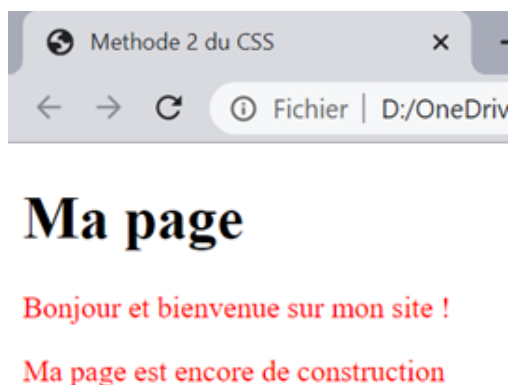 Methode 2 du CSS
Fichier | D:/OneDriv
Ma page
Bonjour et bienvenue sur mon site !
Ma page est encore de construction